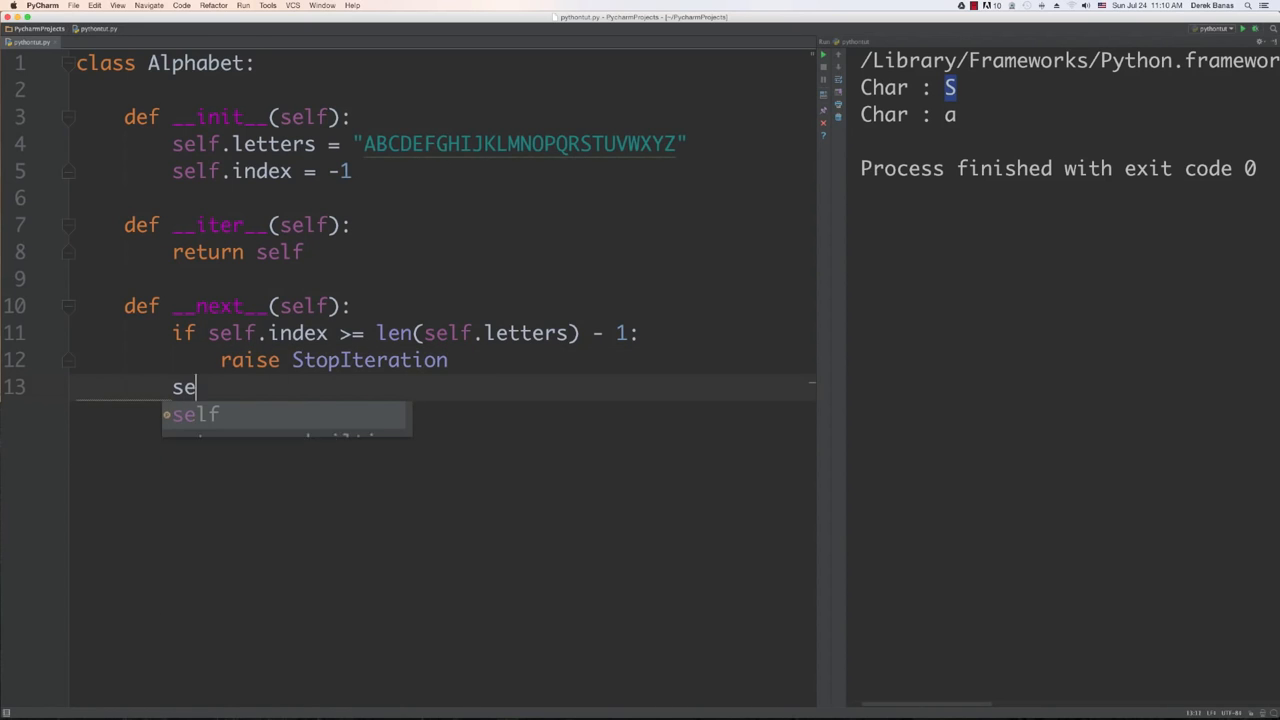 PyCharm File Edit View Navigate Code Refactor Run Tools VCS Window Help
10 Sun Jul 24 11:10 AM Derek Banas
pythontut.py - PycharmProjects - [~/PycharmProjects]
PycharmProjects pythontut.py
pythontut
pythontut.py
Run: pythontut
1 class Alphabet:
2
3 def __init__(self):
4 self.letters = "ABCDEFGHIJKLMNOPQRSTUVWXYZ"
5 self.index = -1
6
7 def __iter__(self):
8 return self
9
10 def __next__(self):
11 if self.index >= len(self.letters) - 1:
12 raise StopIteration
13 se
self
/Library/Frameworks/Python.framewor
Char : S
Char : a
Process finished with exit code 0